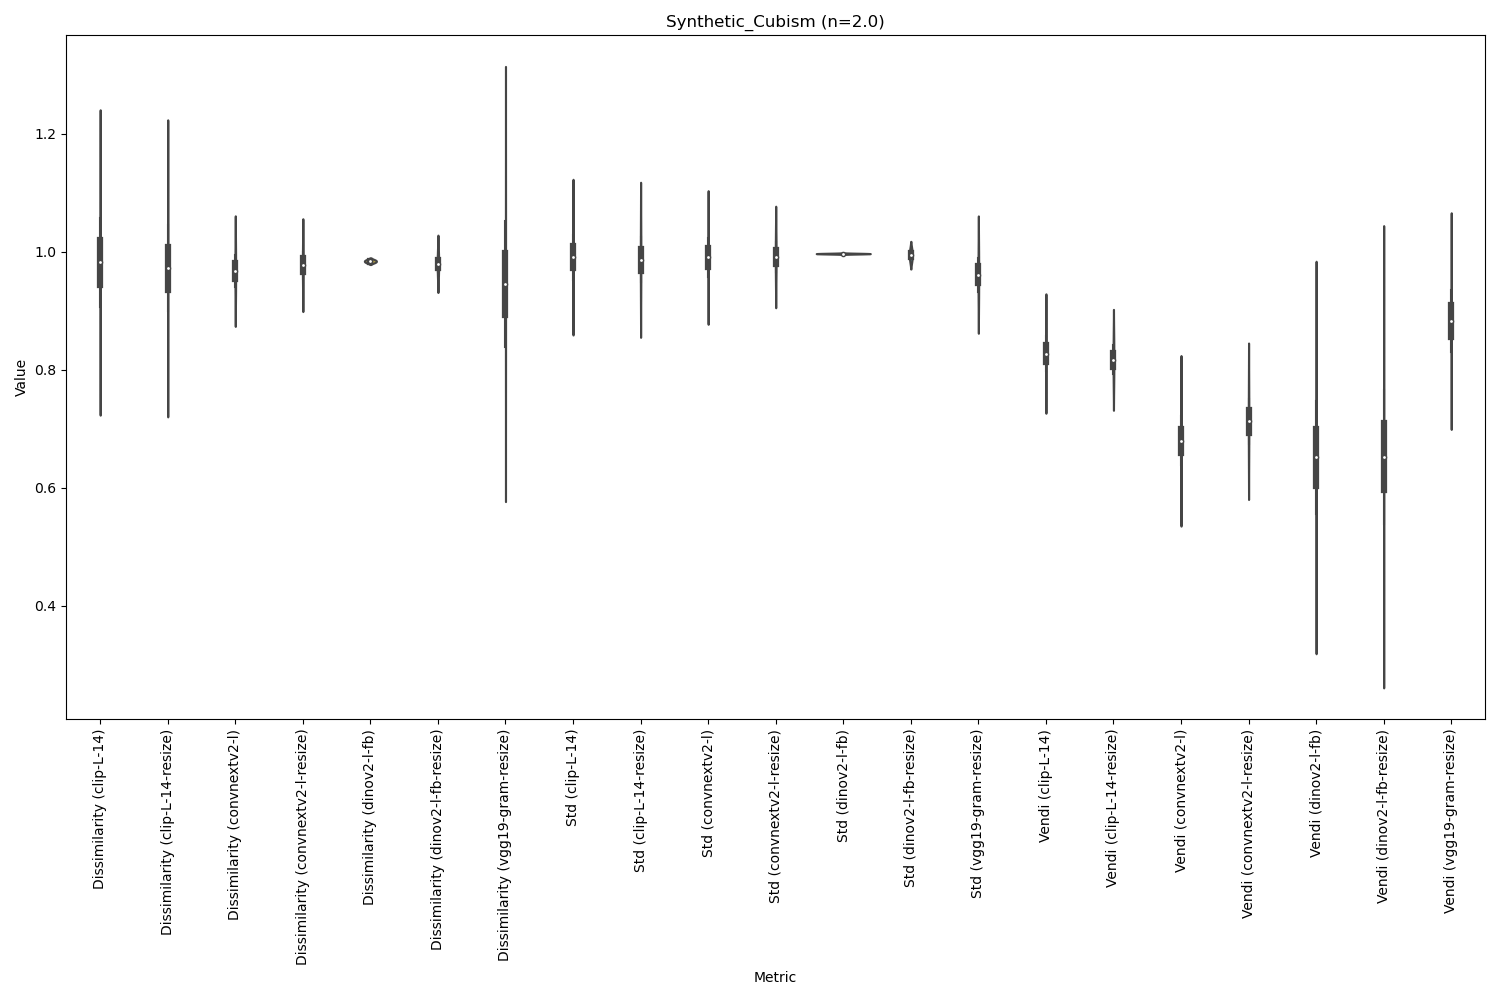 Synthetic_Cubism (n=2.0)
Value
1.2
1.0
0.8
0.6
0.4
Dissimilarity (clip-L-14)
Dissimilarity (clip-L-14-resize)
Dissimilarity (convnextv2-l)
Dissimilarity (convnextv2-l-resize)
Dissimilarity (dinov2-l-fb)
Dissimilarity (dinov2-l-fb-resize)
Dissimilarity (vgg19-gram-resize)
Std (clip-L-14)
Std (clip-L-14-resize)
Std (convnextv2-l)
Std (convnextv2-l-resize)
Std (dinov2-l-fb)
Std (dinov2-l-fb-resize)
Std (vgg19-gram-resize)
Vendi (clip-L-14)
Vendi (clip-L-14-resize)
Vendi (convnextv2-l)
Vendi (convnextv2-l-resize)
Vendi (dinov2-l-fb)
Vendi (dinov2-l-fb-resize)
Vendi (vgg19-gram-resize)
Metric